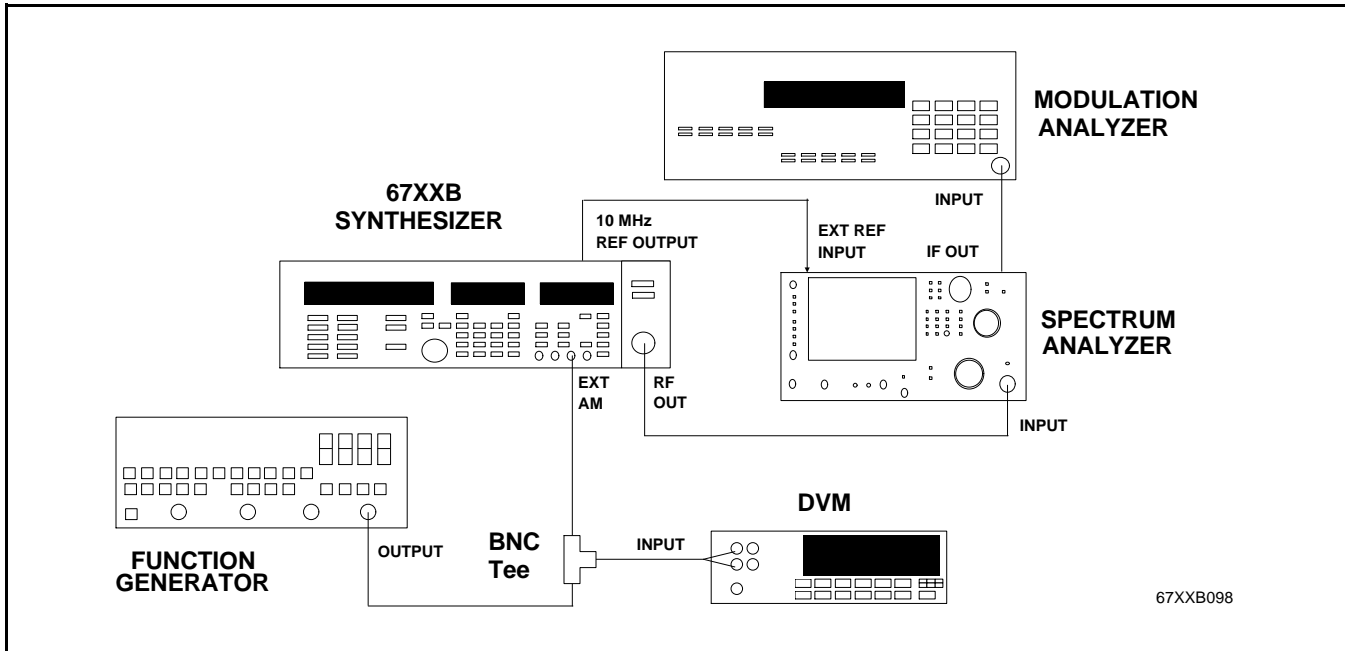 MODULATION
ANALYZER
INPUT
67XXB
SYNTHESIZER
10 MHz
REF OUTPUT
EXT REF
INPUT
IF OUT
SPECTRUM
ANALYZER
EXT
AM
RF
OUT
INPUT
DVM
OUTPUT
BNC
Tee
INPUT
FUNCTION
GENERATOR
67XXB098